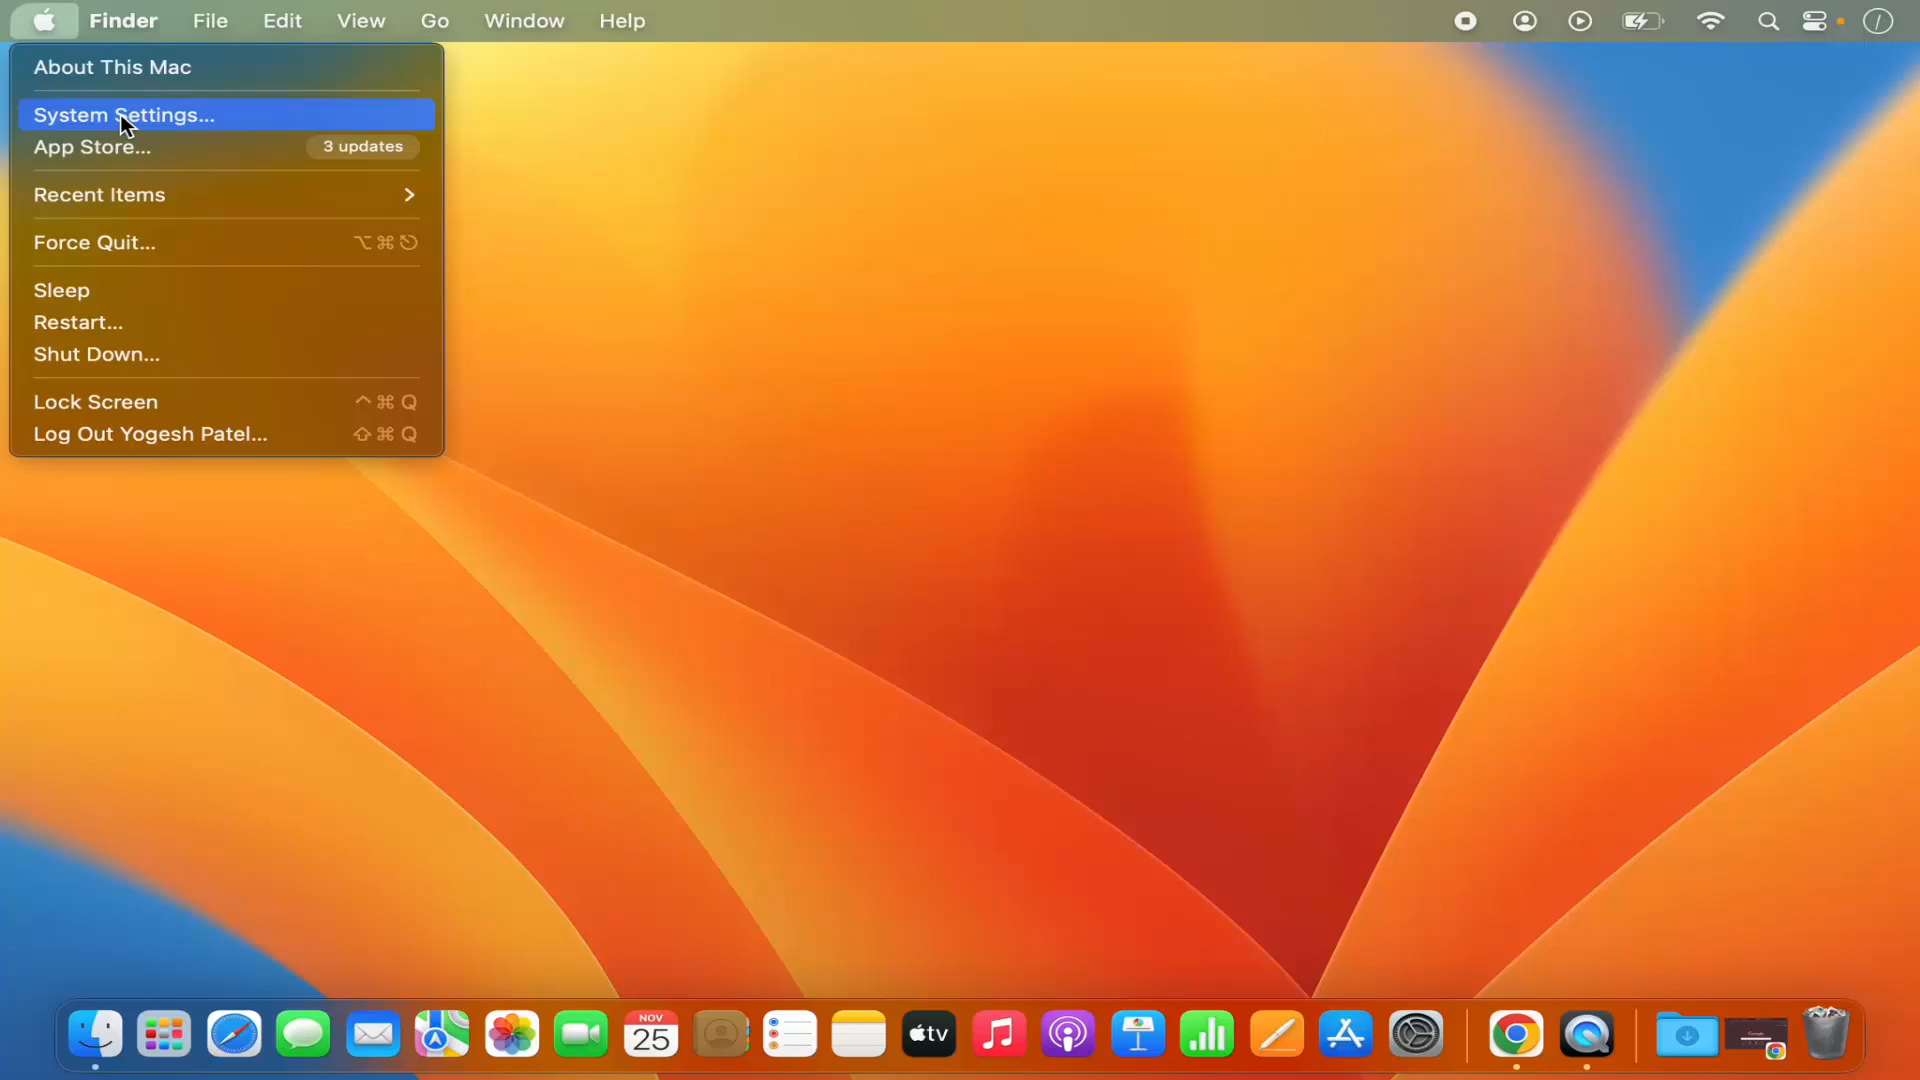 Finder File Edit View Go Window Help
About This Mac
System Settings...
App Store... 3 updates
Recent Items
Force Quit... ⌥⌘⎋
Sleep
Restart...
Shut Down...
Lock Screen ^⌘Q
Log Out Yogesh Patel... ⇧⌘Q
NOV
25
tv